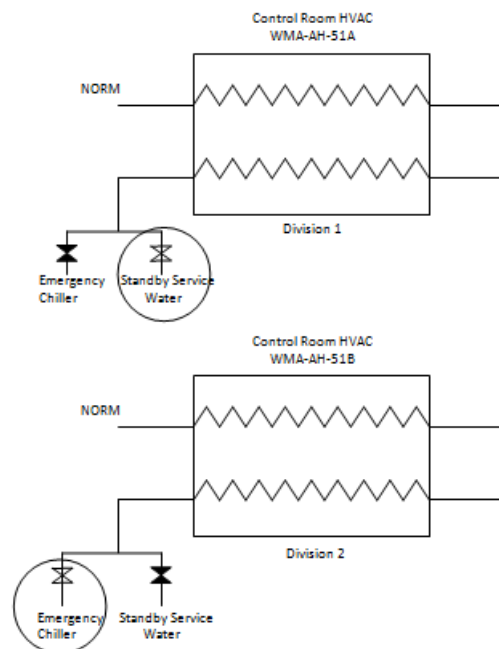 Control Room HVAC
WMA-AH-51A
NORM
Division 1
Emergency
Chiller
Standby Service
Water
Control Room HVAC
WMA-AH-51B
NORM
Division 2
Emergency
Chiller
Standby Service
Water